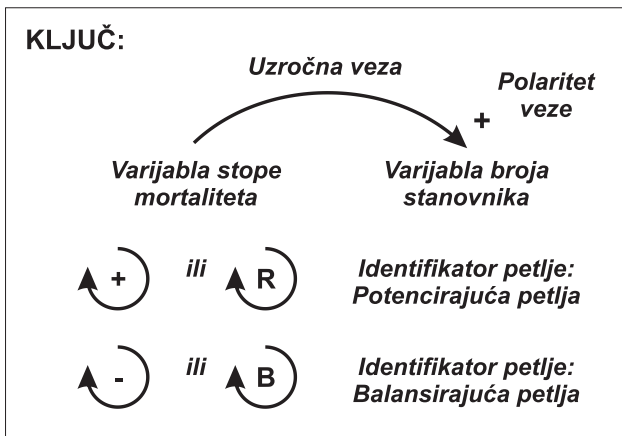 KLJUČ:
Uzročna veza
Polaritet
veze
+
Varijabla stope
mortaliteta
Varijabla broja
stanovnika
+ ili R
Identifikator petlje:
Potencirajuća petlja
- ili B
Identifikator petlje:
Balansirajuća petlja